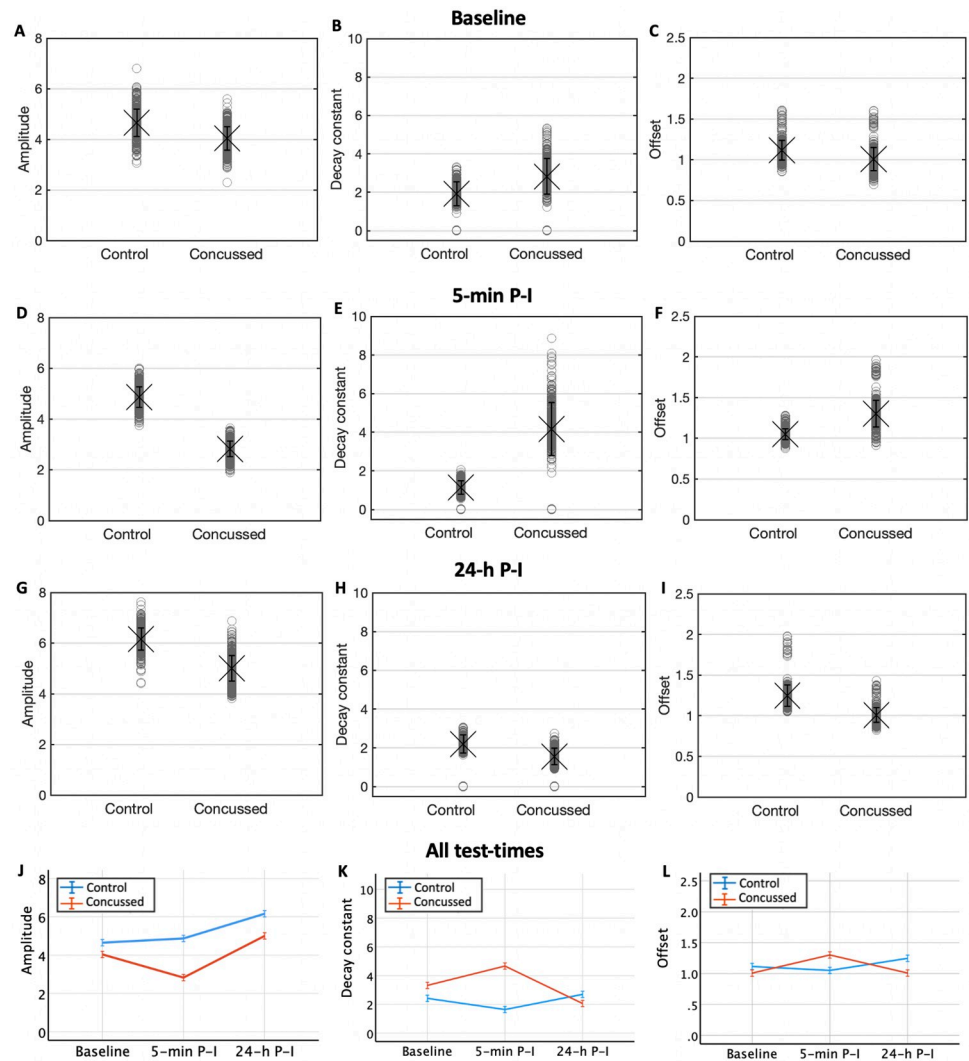 Baseline
A
B
C
8
6
4
2
0
Amplitude
Control
Concussed
10
8
6
4
2
0
Decay constant
Control
Concussed
2.5
2
1.5
1
0.5
0
Offset
Control
Concussed
5-min P-I
D
E
F
8
6
4
2
0
Amplitude
Control
Concussed
10
8
6
4
2
0
Decay constant
Control
Concussed
2.5
2
1.5
1
0.5
0
Offset
Control
Concussed
24-h P-I
G
H
I
8
6
4
2
0
Amplitude
Control
Concussed
10
8
6
4
2
0
Decay constant
Control
Concussed
2.5
2
1.5
1
0.5
0
Offset
Control
Concussed
All test-times
J
K
L
8
6
4
2
0
Amplitude
Control
Concussed
Baseline 5-min P-I 24-h P-I
10
8
6
4
2
0
Decay constant
Control
Concussed
Baseline 5-min P-I 24-h P-I
2.5
2.0
1.5
1.0
.5
.0
Offset
Control
Concussed
Baseline 5-min P-I 24-h P-I